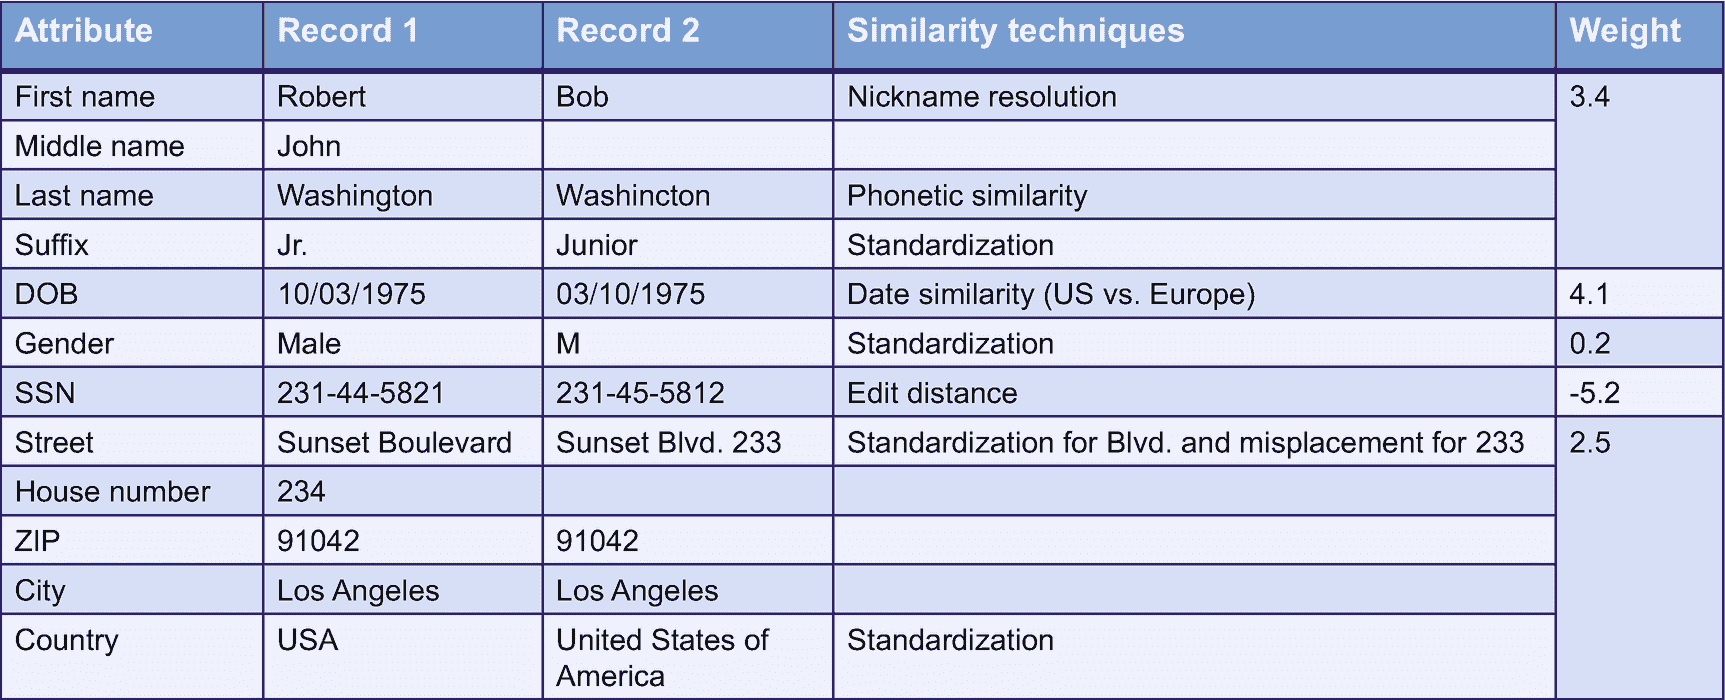 Attribute Record 1 Record 2 Similarity techniques Weight
First name Robert Bob Nickname resolution 3.4
Middle name John
Last name Washington Washincton Phonetic similarity
Suffix Jr. Junior Standardization
DOB 10/03/1975 03/10/1975 Date similarity (US vs. Europe) 4.1
Gender Male M Standardization 0.2
SSN 231-44-5821 231-45-5812 Edit distance -5.2
Street Sunset Boulevard Sunset Blvd. 233 Standardization for Blvd. and misplacement for 233 2.5
House number 234
ZIP 91042 91042
City Los Angeles Los Angeles
Country USA United States of Standardization
America